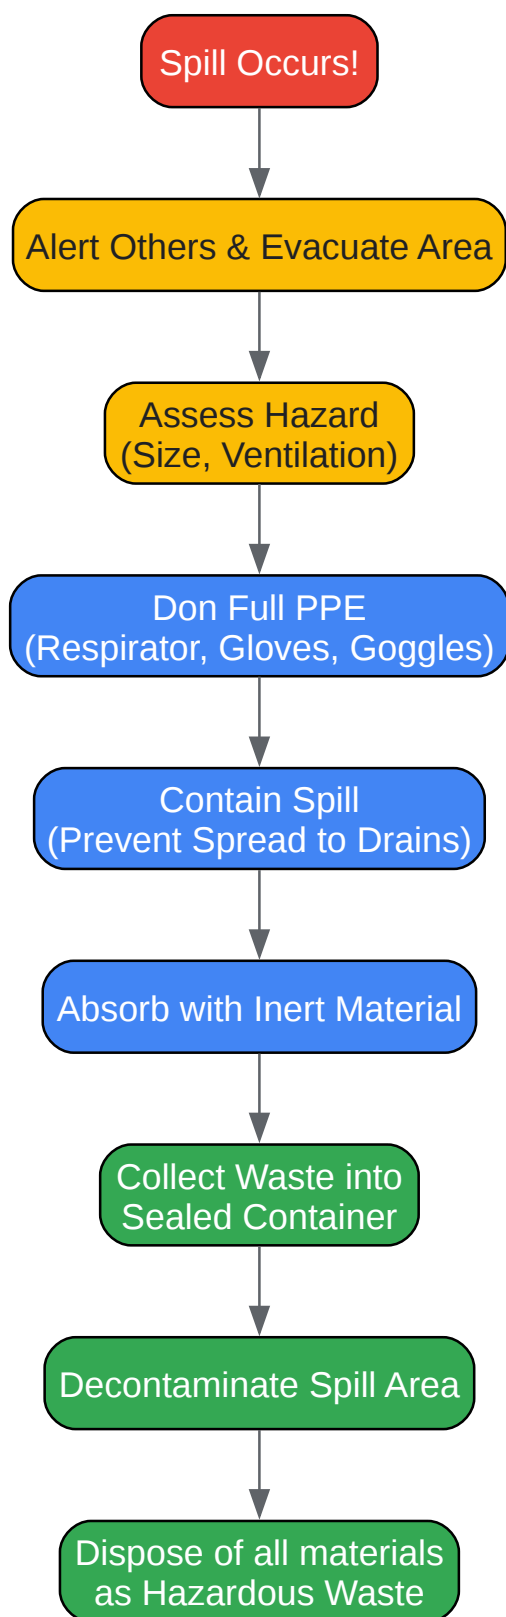 Spill Occurs!
Alert Others & Evacuate Area
Assess Hazard
(Size, Ventilation)
Don Full PPE
(Respirator, Gloves, Goggles)
Contain Spill
(Prevent Spread to Drains)
Absorb with Inert Material
Collect Waste into
Sealed Container
Decontaminate Spill Area
Dispose of all materials
as Hazardous Waste